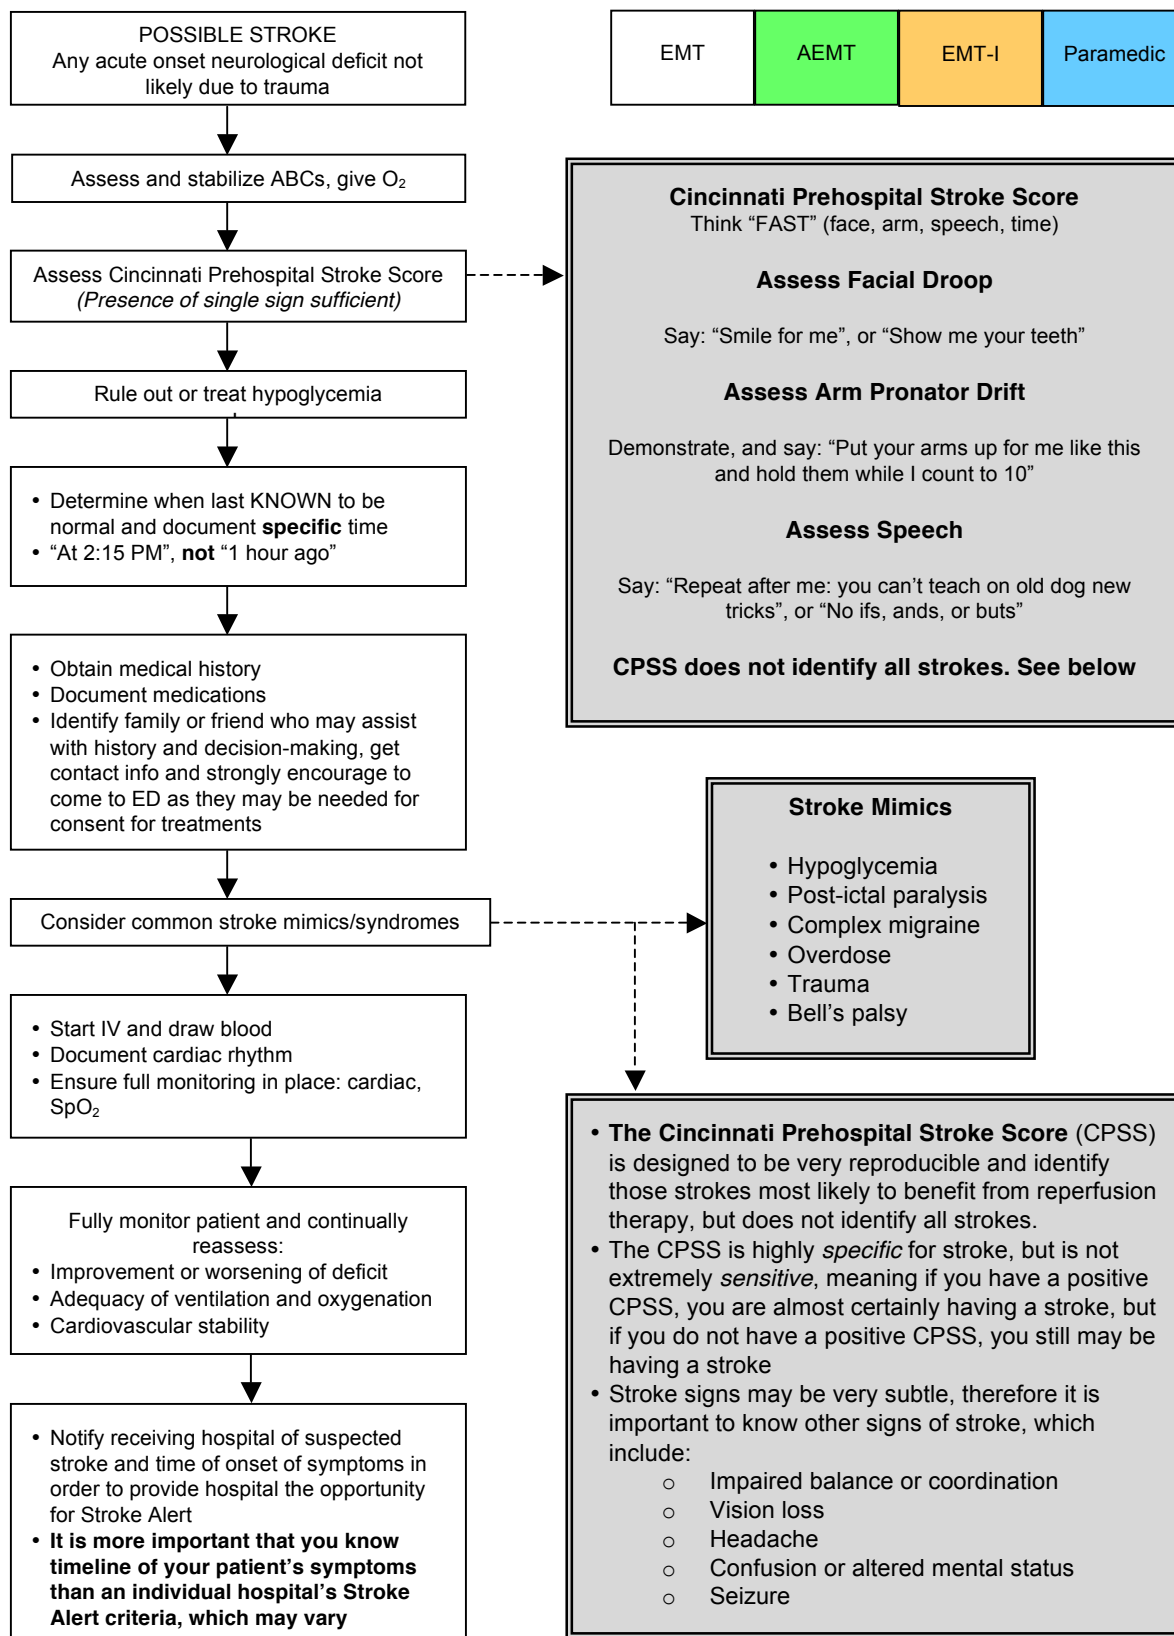 POSSIBLE STROKE
Any acute onset neurological deficit not
likely due to trauma
EMT
AEMT
EMT-I
Paramedic
Assess and stabilize ABCs, give O₂
Assess Cincinnati Prehospital Stroke Score
(Presence of single sign sufficient)
Rule out or treat hypoglycemia
• Determine when last KNOWN to be
normal and document specific time
• “At 2:15 PM”, not “1 hour ago”
• Obtain medical history
• Document medications
• Identify family or friend who may assist
with history and decision-making, get
contact info and strongly encourage to
come to ED as they may be needed for
consent for treatments
Consider common stroke mimics/syndromes
• Start IV and draw blood
• Document cardiac rhythm
• Ensure full monitoring in place: cardiac,
SpO₂
Fully monitor patient and continually
reassess:
• Improvement or worsening of deficit
• Adequacy of ventilation and oxygenation
• Cardiovascular stability
• Notify receiving hospital of suspected
stroke and time of onset of symptoms in
order to provide hospital the opportunity
for Stroke Alert
• It is more important that you know
timeline of your patient’s symptoms
than an individual hospital’s Stroke
Alert criteria, which may vary
Cincinnati Prehospital Stroke Score
Think “FAST” (face, arm, speech, time)
Assess Facial Droop
Say: “Smile for me”, or “Show me your teeth”
Assess Arm Pronator Drift
Demonstrate, and say: “Put your arms up for me like this
and hold them while I count to 10”
Assess Speech
Say: “Repeat after me: you can’t teach on old dog new
tricks”, or “No ifs, ands, or buts”
CPSS does not identify all strokes. See below
Stroke Mimics
• Hypoglycemia
• Post-ictal paralysis
• Complex migraine
• Overdose
• Trauma
• Bell’s palsy
• The Cincinnati Prehospital Stroke Score (CPSS)
is designed to be very reproducible and identify
those strokes most likely to benefit from reperfusion
therapy, but does not identify all strokes.
• The CPSS is highly specific for stroke, but is not
extremely sensitive, meaning if you have a positive
CPSS, you are almost certainly having a stroke, but
if you do not have a positive CPSS, you still may be
having a stroke
• Stroke signs may be very subtle, therefore it is
important to know other signs of stroke, which
include:
o Impaired balance or coordination
o Vision loss
o Headache
o Confusion or altered mental status
o Seizure